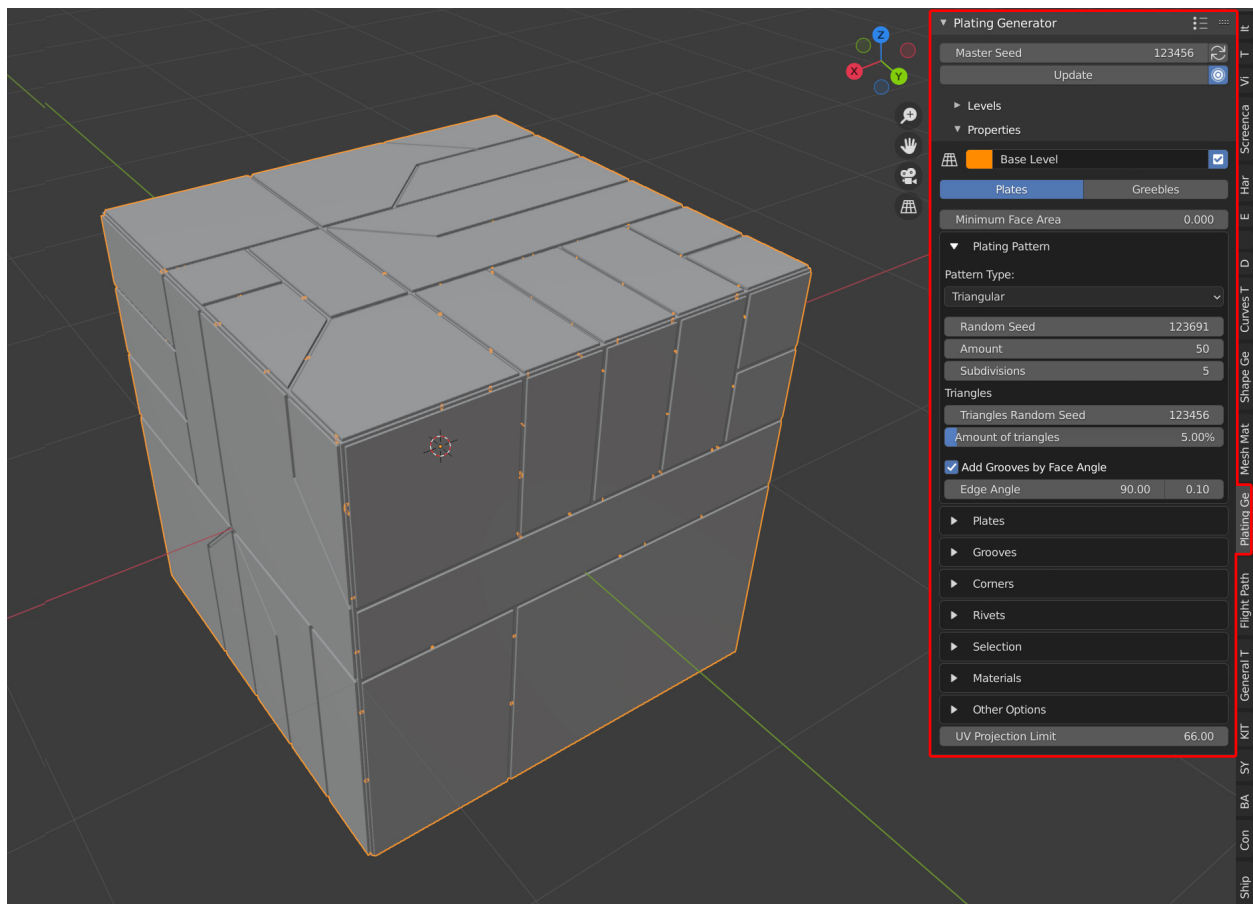 Z
X
Y
Plating Generator
Master Seed 123456
Update
Levels
Properties
Base Level
Plates Greebles
Minimum Face Area 0.000
Plating Pattern
Pattern Type:
Triangular
Random Seed 123691
Amount 50
Subdivisions 5
Triangles
Triangles Random Seed 123456
Amount of triangles 5.00%
Add Grooves by Face Angle
Edge Angle 90.00 0.10
Plates
Grooves
Corners
Rivets
Selection
Materials
Other Options
UV Projection Limit 66.00
It
T
Vi
Screenca
Har
E
D
Curves T
Shape Ge
Mesh Mat
Plating Ge
Flight Path
General T
KIT
SY
BA
Con
Ship